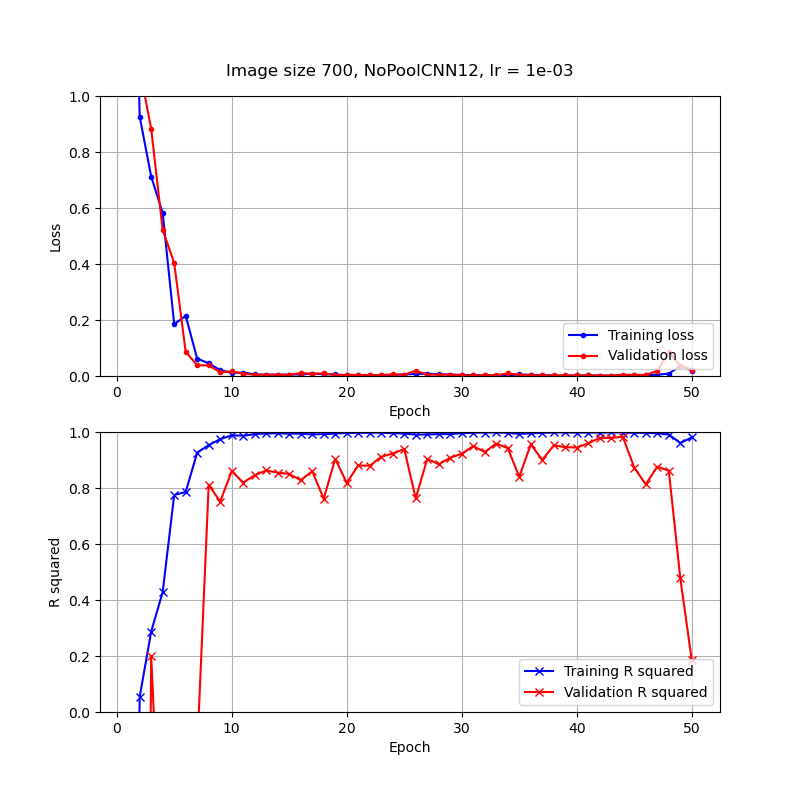 Image size 700, NoPoolCNN12, lr = 1e-03
1.0
0.8
0.6
0.4
0.2
0.0
Loss
Training loss
Validation loss
0 10 20 30 40 50
Epoch
1.0
0.8
0.6
0.4
0.2
0.0
R squared
Training R squared
Validation R squared
0 10 20 30 40 50
Epoch